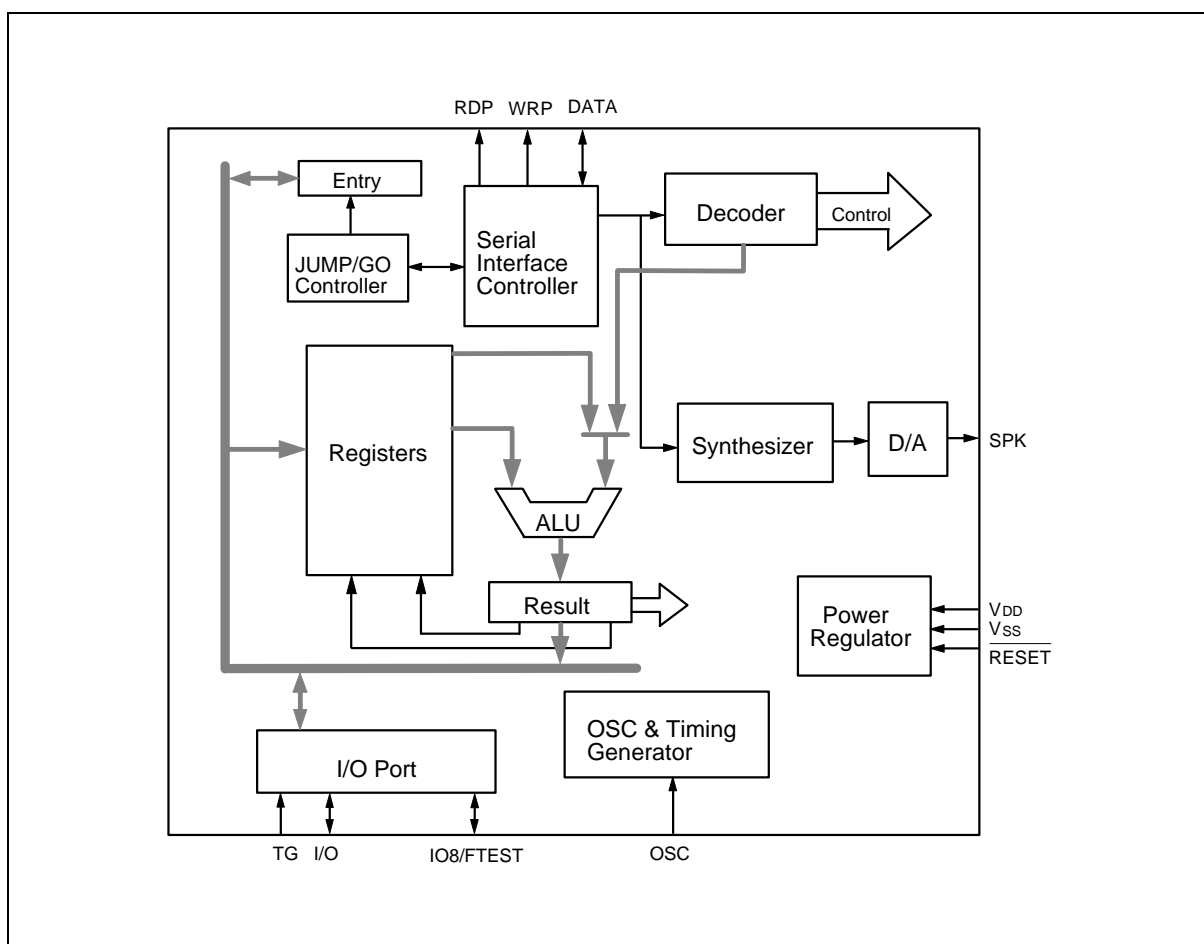 RDP WRP DATA
Entry
Decoder
Control
Serial
Interface
Controller
JUMP/GO
Controller
Registers
Synthesizer
D/A
SPK
ALU
Result
Power
Regulator
VDD
VSS
RESET
OSC & Timing
Generator
I/O Port
TG I/O IO8/FTEST OSC